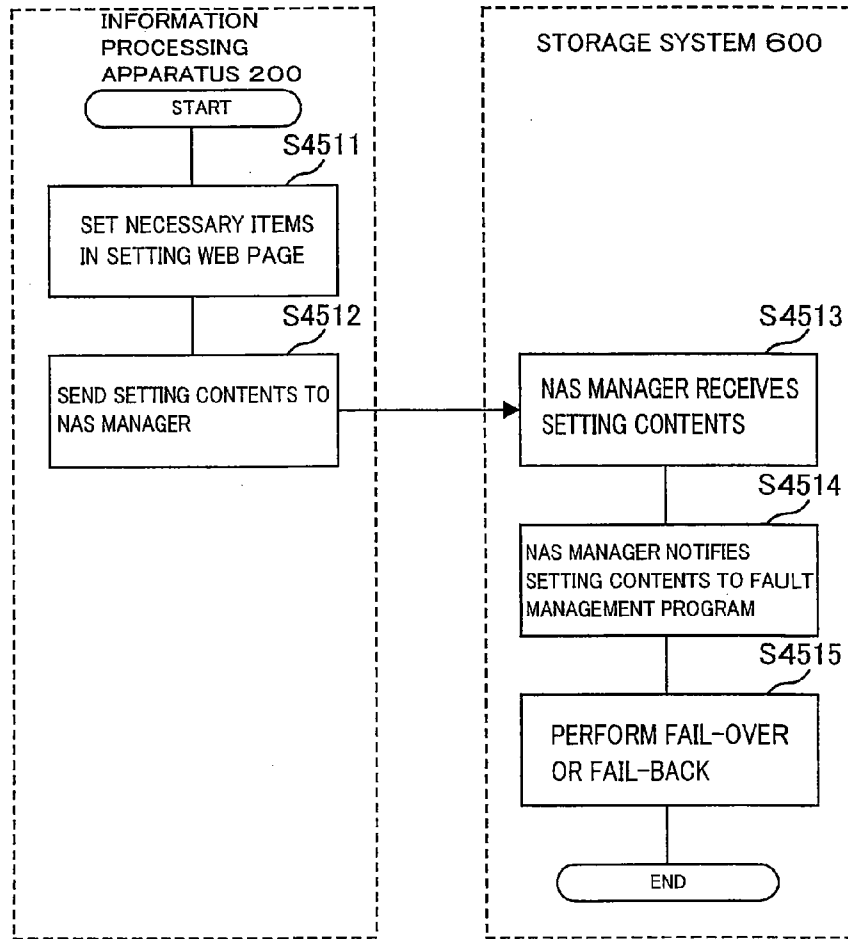 INFORMATION
PROCESSING
APPARATUS 200
START
S4511
SET NECESSARY ITEMS
IN SETTING WEB PAGE
S4512
SEND SETTING CONTENTS TO
NAS MANAGER
STORAGE SYSTEM 600
S4513
NAS MANAGER RECEIVES
SETTING CONTENTS
S4514
NAS MANAGER NOTIFIES
SETTING CONTENTS TO FAULT
MANAGEMENT PROGRAM
S4515
PERFORM FAIL-OVER
OR FAIL-BACK
END